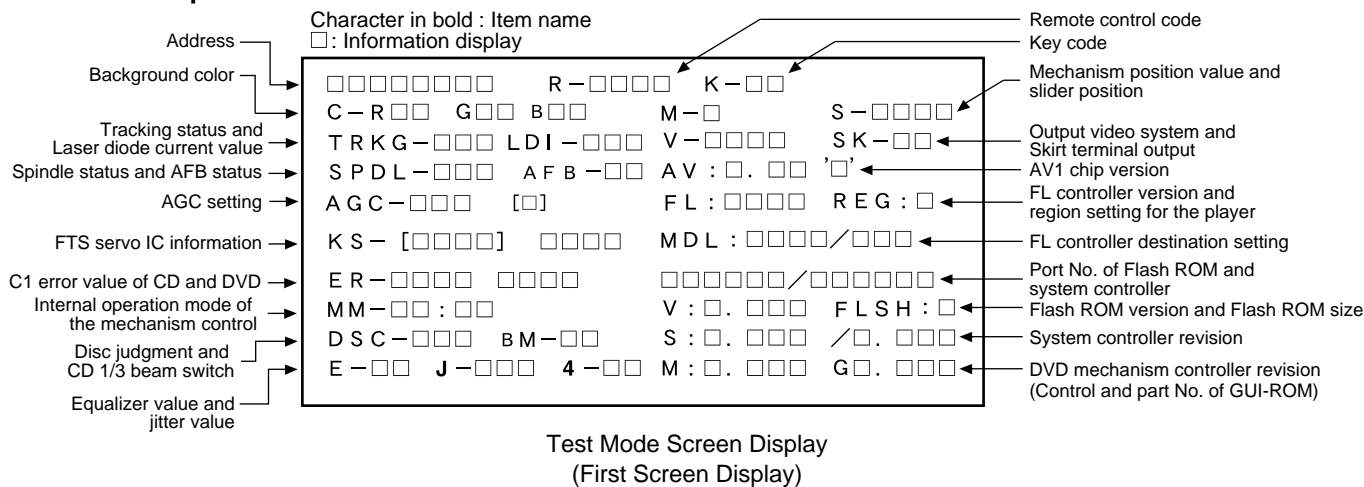 Character in bold : Item name
□ : Information display
Address
Background color
Tracking status and
Laser diode current value
Spindle status and AFB status
AGC setting
FTS servo IC information
C1 error value of CD and DVD
Internal operation mode of
the mechanism control
Disc judgment and
CD 1/3 beam switch
Equalizer value and
jitter value
□□□□□□□□ R－□□□□ K－□□
C－R□□ G□□ B□□ M－□ S－□□□□
TRKG－□□□ LDI－□□□ V－□□□□ SK－□□
SPDL－□□□ AFB－□□ AV:□.□□ '□'
AGC－□□□ [□] FL:□□□□ REG:□
KS－[□□□□] □□□□ MDL:□□□□/□□□
ER－□□□□ □□□□ □□□□□□/□□□□□□
MM－□□:□□ V:□.□□□ FLSH:□
DSC－□□□ BM－□□ S:□.□□□ /□.□□□
E－□□ J－□□□ 4－□□ M:□.□□□ G□.□□□
Remote control code
Key code
Mechanism position value and
slider position
Output video system and
Skirt terminal output
AV1 chip version
FL controller version and
region setting for the player
FL controller destination setting
Port No. of Flash ROM and
system controller
Flash ROM version and Flash ROM size
System controller revision
DVD mechanism controller revision
(Control and part No. of GUI-ROM)
Test Mode Screen Display
(First Screen Display)